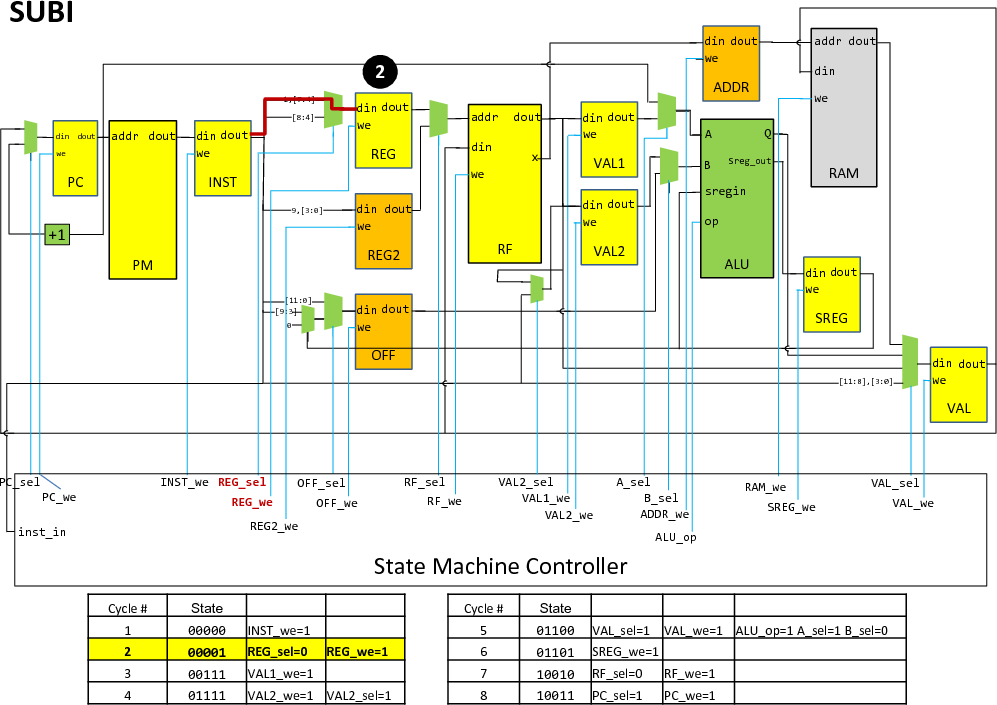 SUBI
2
din dout
we
PC
+1
addr dout
PM
din dout
we
INST
[8:4]
din dout
we
REG
9,[3:0]
din dout
we
REG2
[11:0]
0
din dout
we
OFF
addr dout
din
we
x
RF
din dout
we
VAL1
din dout
we
VAL2
din dout
we
ADDR
A Q
B Sreg_out
sregin
op
ALU
addr dout
din
we
RAM
din dout
we
SREG
[11:8],[3:0]
din dout
we
VAL
PC_sel
PC_we
INST_we
REG_sel
REG_we
REG2_we
OFF_sel
OFF_we
RF_sel
RF_we
VAL2_sel
VAL1_we
VAL2_we
A_sel
B_sel
ADDR_we
ALU_op
RAM_we
SREG_we
VAL_sel
VAL_we
inst_in
State Machine Controller
Cycle # State
1 00000 INST_we=1
2 00001 REG_sel=0 REG_we=1
3 00111 VAL1_we=1
4 01111 VAL2_we=1 VAL2_sel=1
Cycle # State
5 01100 VAL_sel=1 VAL_we=1 ALU_op=1 A_sel=1 B_sel=0
6 01101 SREG_we=1
7 10010 RF_sel=0 RF_we=1
8 10011 PC_sel=1 PC_we=1